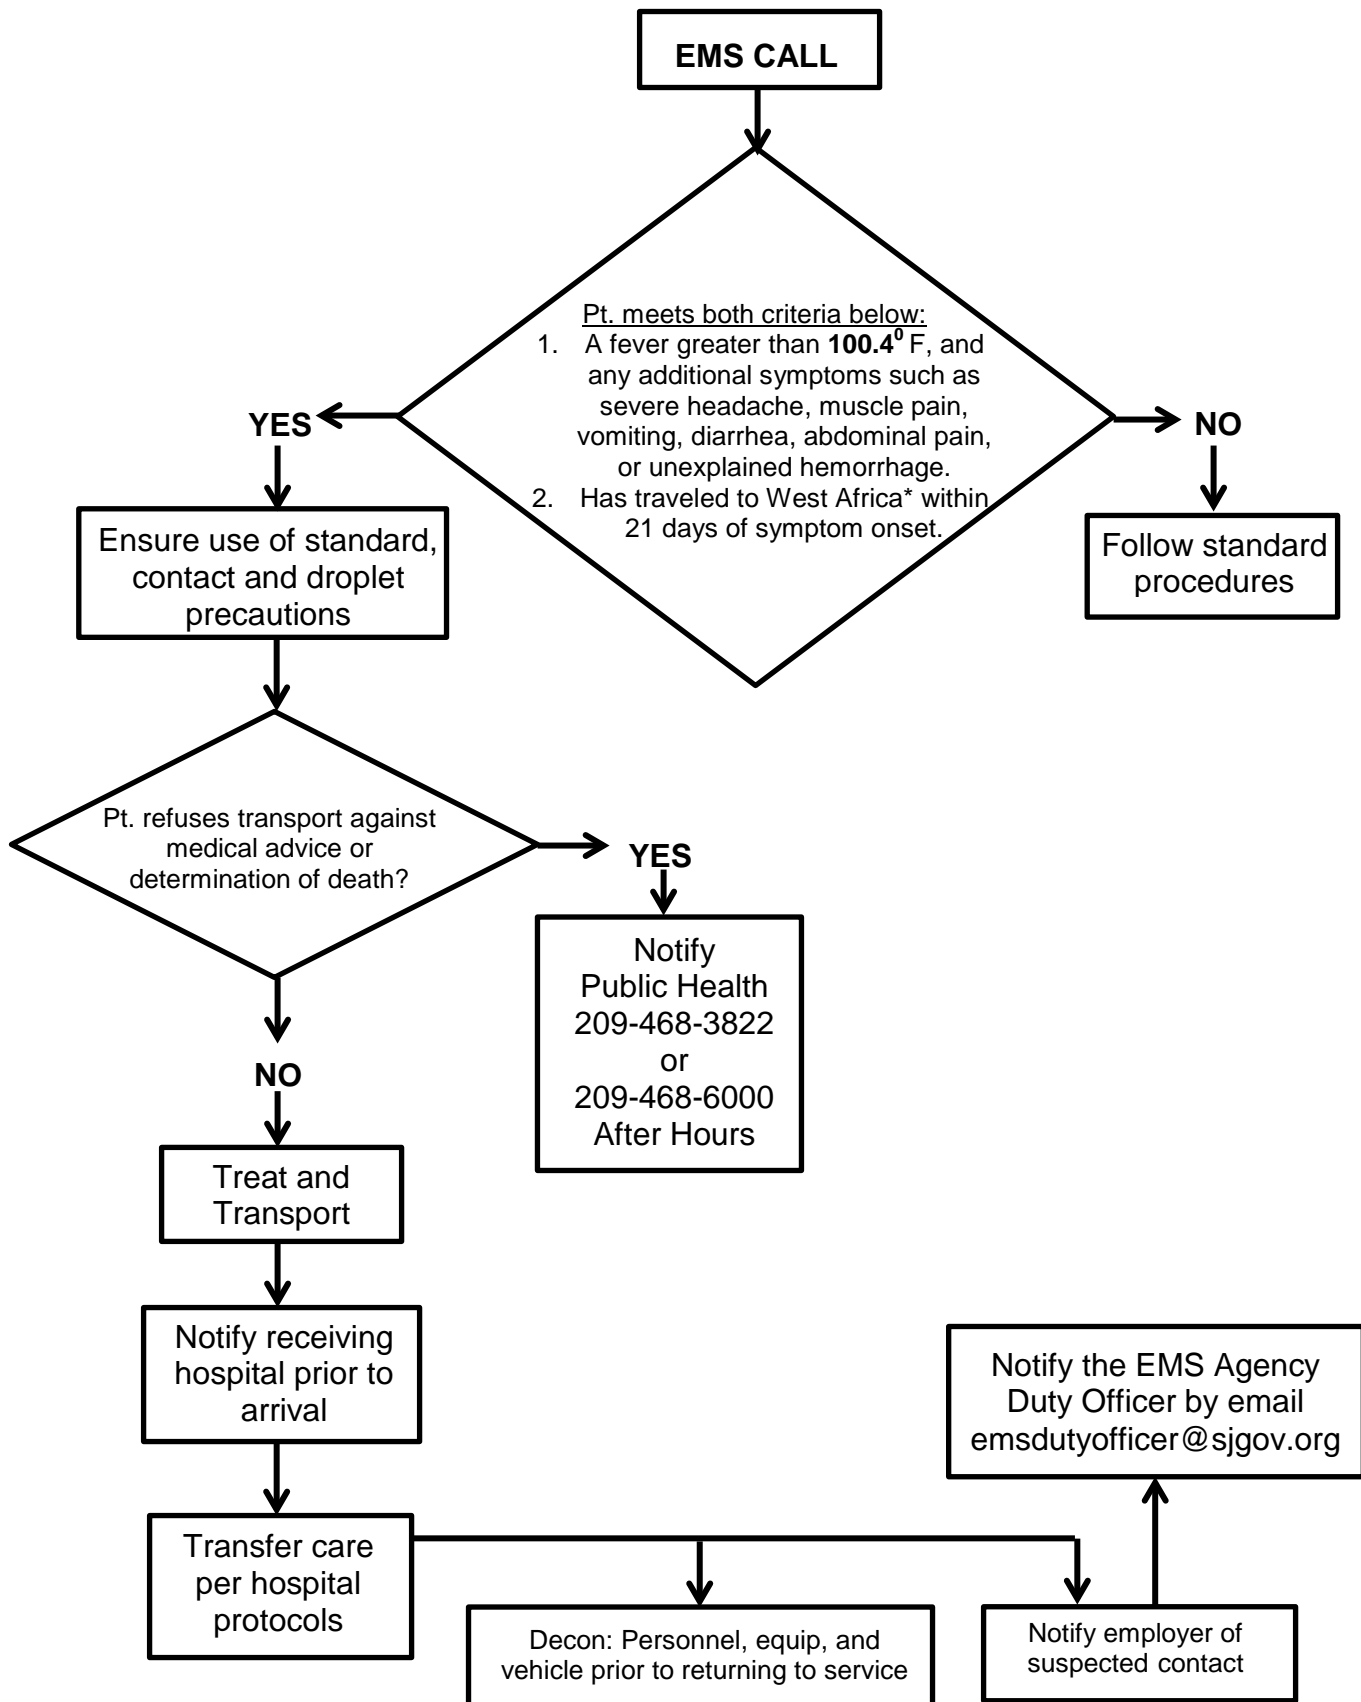 EMS CALL
Pt. meets both criteria below:
1. A fever greater than 100.4⁰ F, and
any additional symptoms such as
severe headache, muscle pain,
vomiting, diarrhea, abdominal pain,
or unexplained hemorrhage.
2. Has traveled to West Africa* within
21 days of symptom onset.
YES
NO
Ensure use of standard,
contact and droplet
precautions
Follow standard
procedures
Pt. refuses transport against
medical advice or
determination of death?
YES
Notify
Public Health
209-468-3822
or
209-468-6000
After Hours
NO
Treat and
Transport
Notify receiving
hospital prior to
arrival
Transfer care
per hospital
protocols
Decon: Personnel, equip, and
vehicle prior to returning to service
Notify employer of
suspected contact
Notify the EMS Agency
Duty Officer by email
emsdutyofficer@sjgov.org